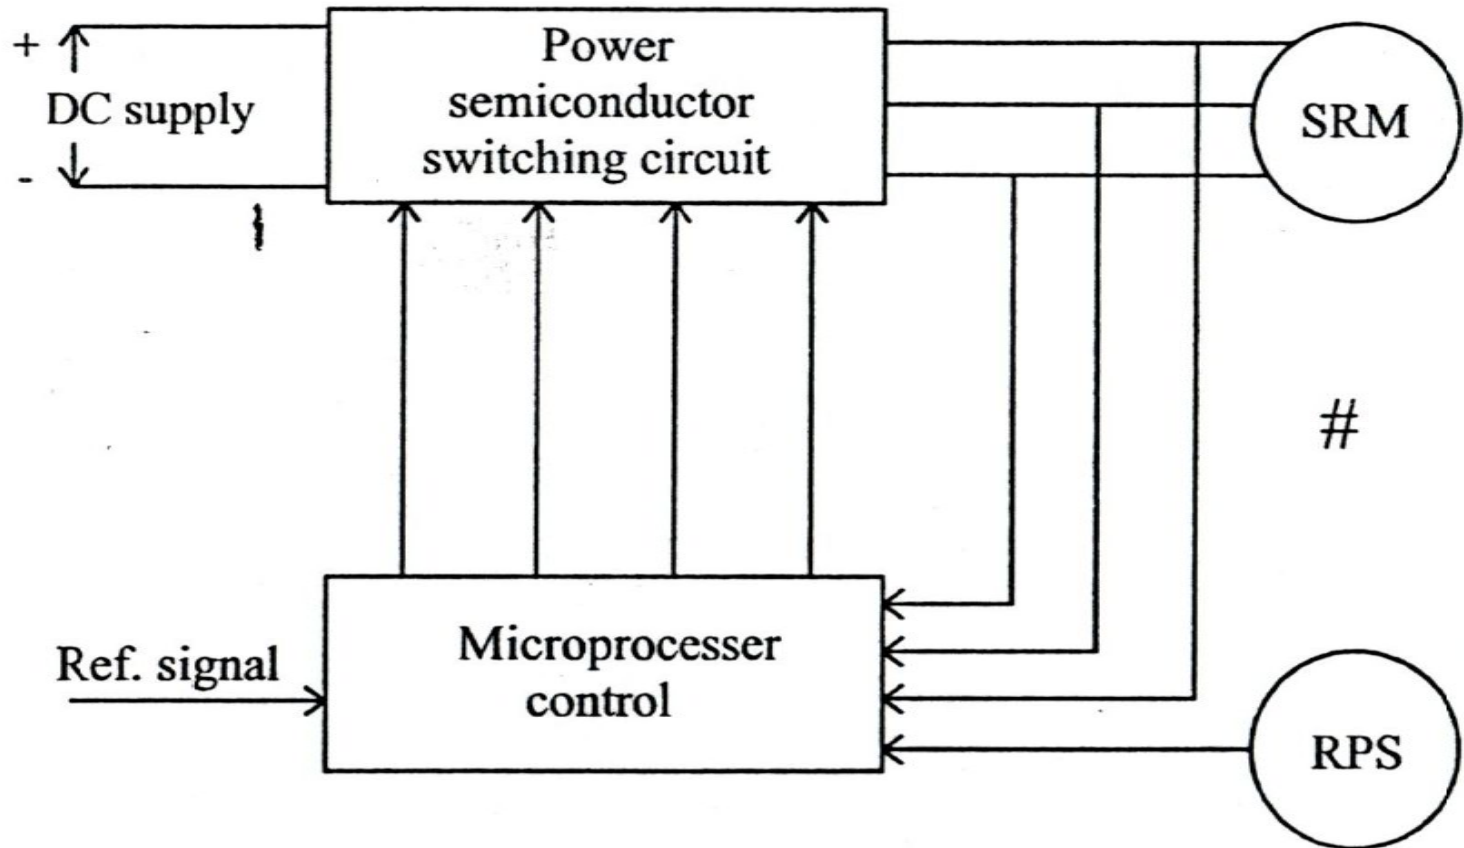 +
DC supply
-
Power
semiconductor
switching circuit
SRM
#
Ref. signal
Microprocesser
control
RPS